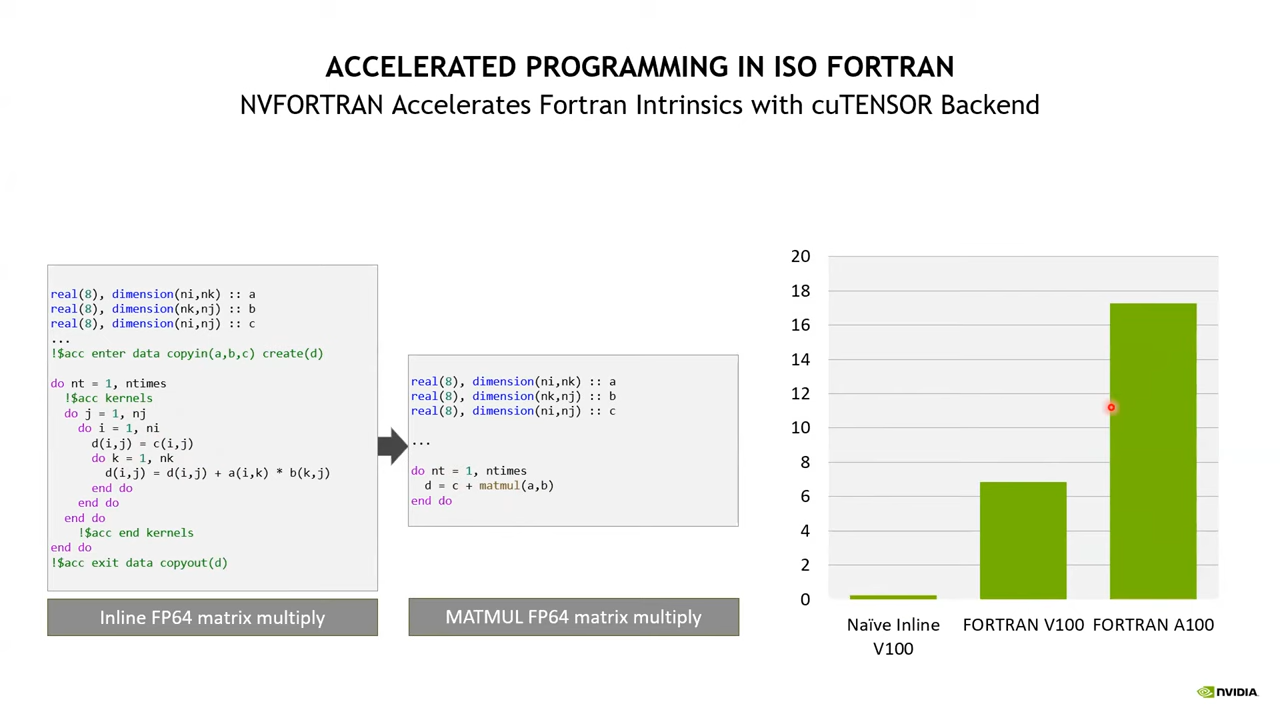 ACCELERATED PROGRAMMING IN ISO FORTRAN
NVFORTRAN Accelerates Fortran Intrinsics with cuTENSOR Backend
real(8), dimension(ni,nk) :: a
real(8), dimension(nk,nj) :: b
real(8), dimension(ni,nj) :: c
...
!$acc enter data copyin(a,b,c) create(d)
do nt = 1, ntimes
!$acc kernels
do j = 1, nj
do i = 1, ni
d(i,j) = c(i,j)
do k = 1, nk
d(i,j) = d(i,j) + a(i,k) * b(k,j)
end do
end do
end do
!$acc end kernels
end do
!$acc exit data copyout(d)
Inline FP64 matrix multiply
real(8), dimension(ni,nk) :: a
real(8), dimension(nk,nj) :: b
real(8), dimension(ni,nj) :: c
...
do nt = 1, ntimes
d = c + matmul(a,b)
end do
MATMUL FP64 matrix multiply
20
18
16
14
12
10
8
6
4
2
0
Naïve Inline
V100
FORTRAN V100
FORTRAN A100
NVIDIA.